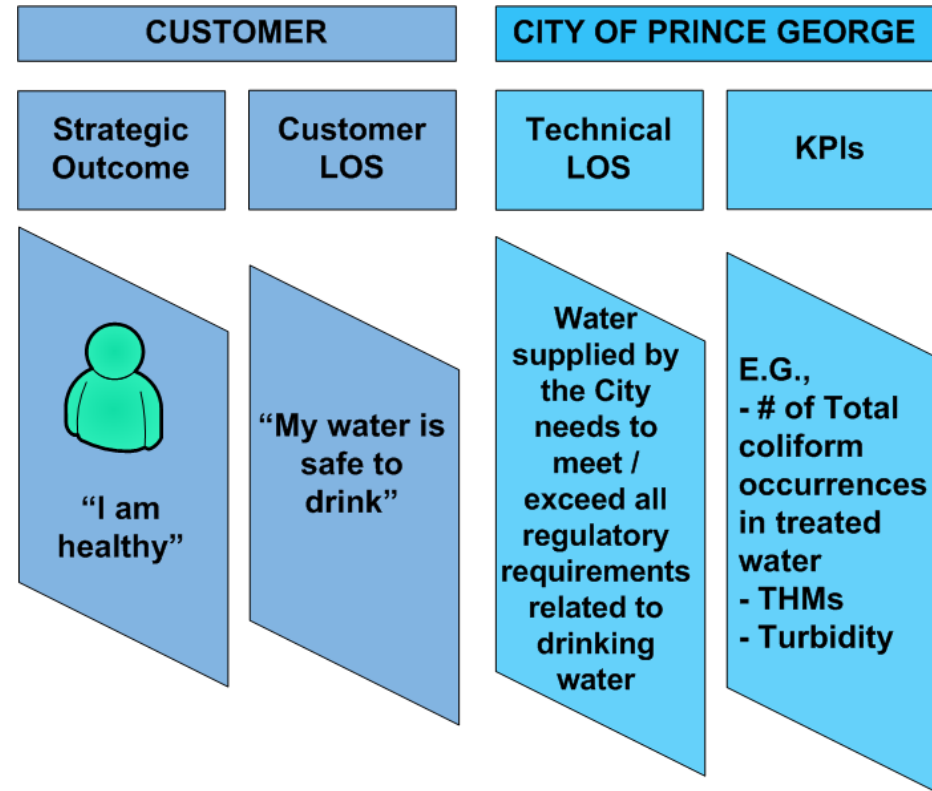 CUSTOMER
CITY OF PRINCE GEORGE
Strategic
Outcome
Customer
LOS
Technical
LOS
KPIs
“I am
healthy”
“My water is
safe to
drink”
Water
supplied by
the City
needs to
meet /
exceed all
regulatory
requirements
related to
drinking
water
E.G.,
- # of Total
coliform
occurrences
in treated
water
- THMs
- Turbidity